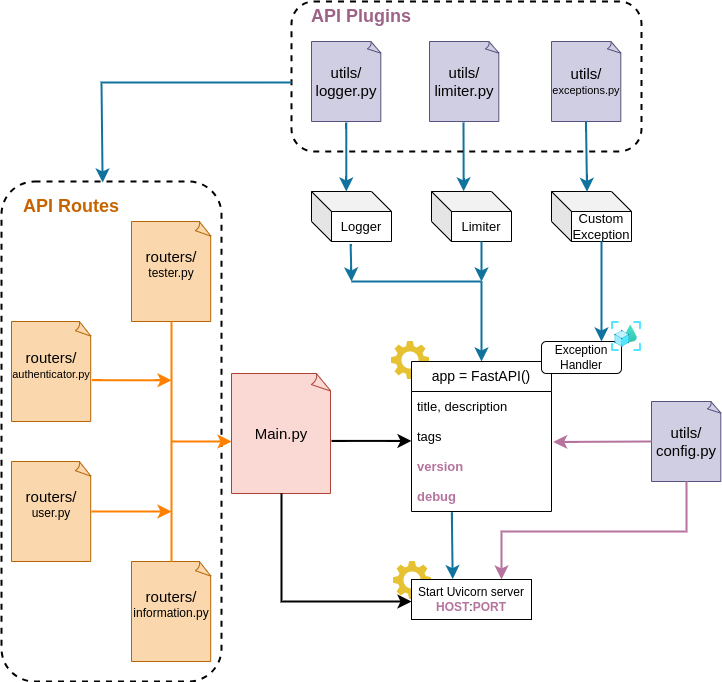 API Plugins
utils/
logger.py
utils/
limiter.py
utils/
exceptions.py
Logger
Limiter
Custom
Exception
API Routes
routers/
tester.py
routers/
authenticator.py
routers/
user.py
routers/
information.py
Main.py
Exception
Handler
app = FastAPI()
title, description
tags
version
debug
utils/
config.py
Start Uvicorn server
HOST:PORT